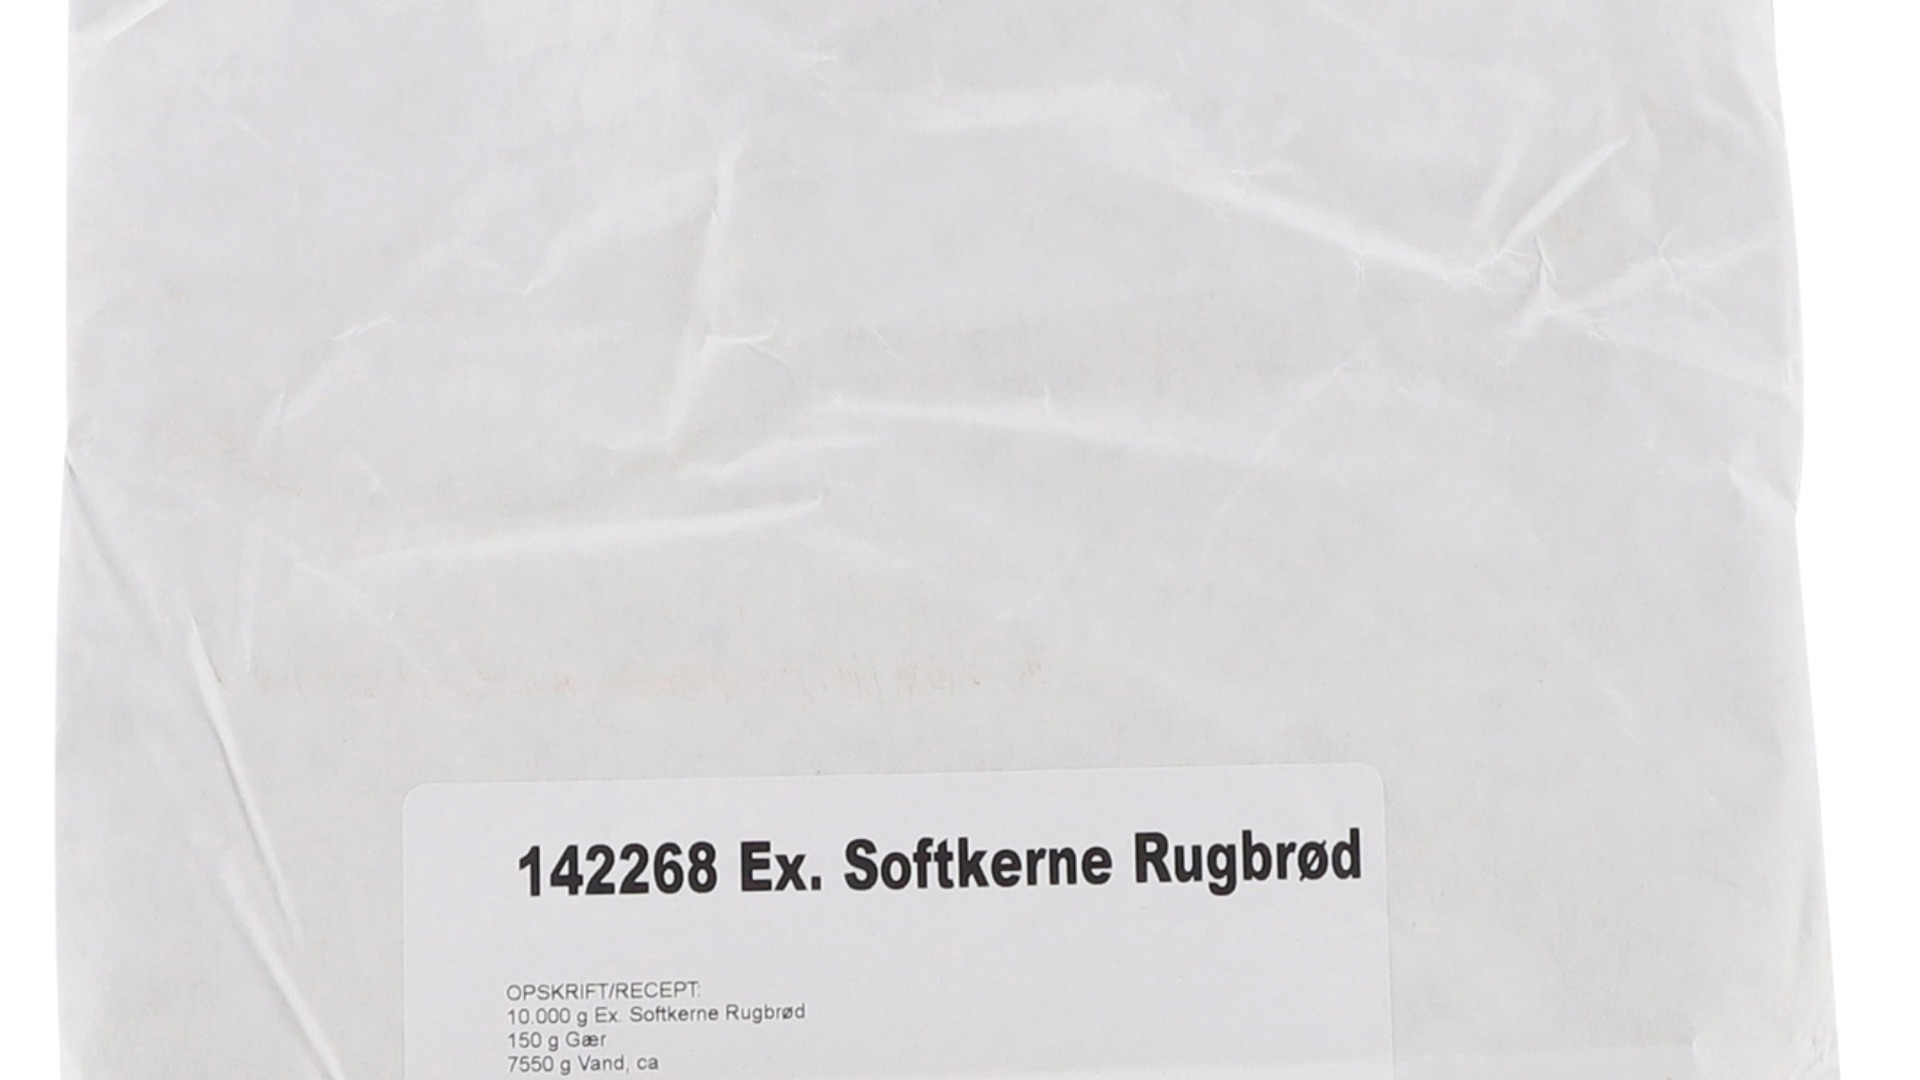 142268 Ex. Softkerne Rugbrød
OPSKRIFT/RECEPT:
10.000 g Ex. Softkerne Rugbrød
150 g Gær
7550 g Vand, ca